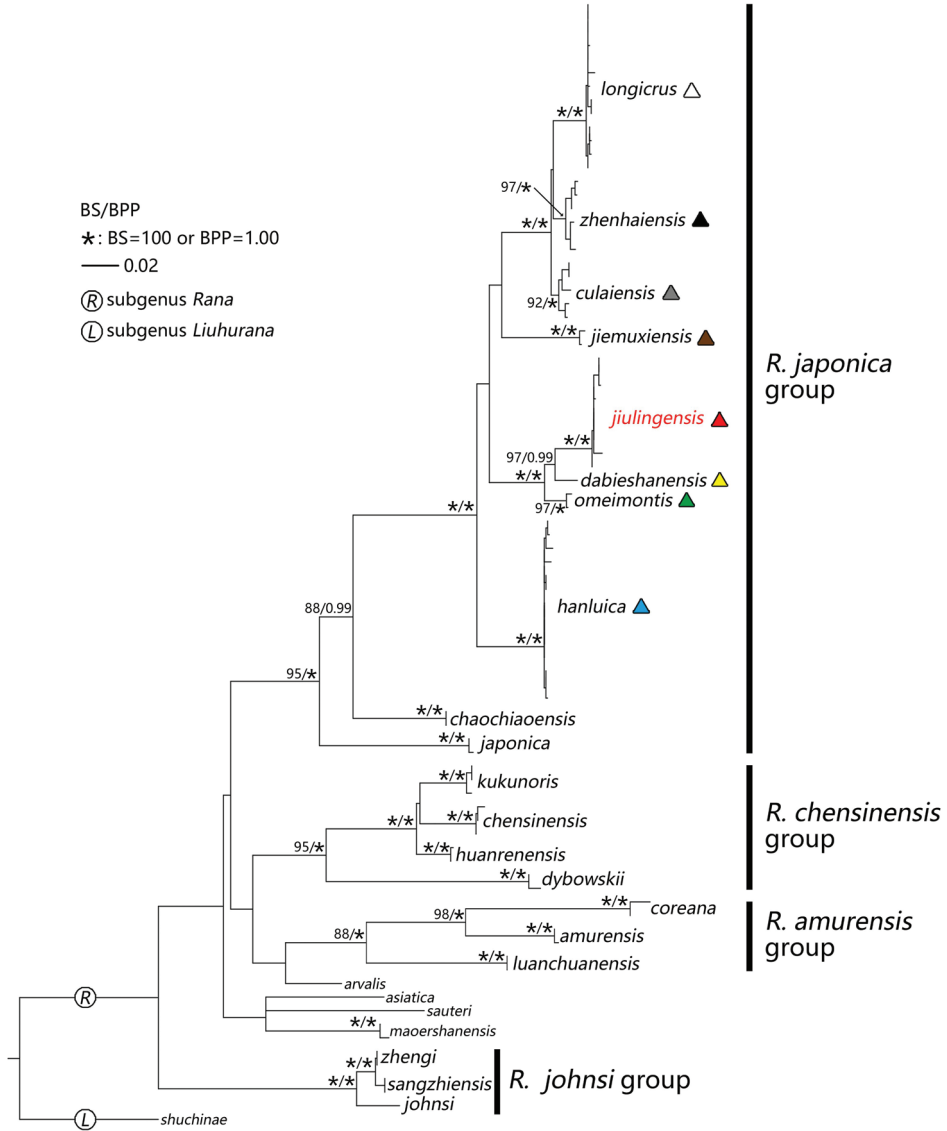 longicrus
*/*
97/*
BS/BPP
zhenhaiensis
*/*
*: BS=100 or BPP=1.00
0.02
culaiensis
R subgenus Rana
92/*
L subgenus Liuhurana
*/*
jiemuxiensis
R. japonica
group
jiulingensis
*/*
97/0.99
*/*
dabieshanensis
omeimontis
97/*
*/*
hanluica
88/0.99
*/*
95/*
*/*
chaochiaoensis
*/*
japonica
*/*
kukunoris
*/*
*/*
chensinensis
R. chensinensis
group
95/*
*/*
huanrenensis
*/*
dybowskii
*/*
coreana
98/*
R. amurensis
group
88/*
*/*
amurensis
*/*
luanchuanensis
arvalis
R
asiatica
sauteri
*/*
maoershanensis
zhengi
*/*
*/*
sangzhiensis
R. johnsi group
johnsi
L
shuchinae